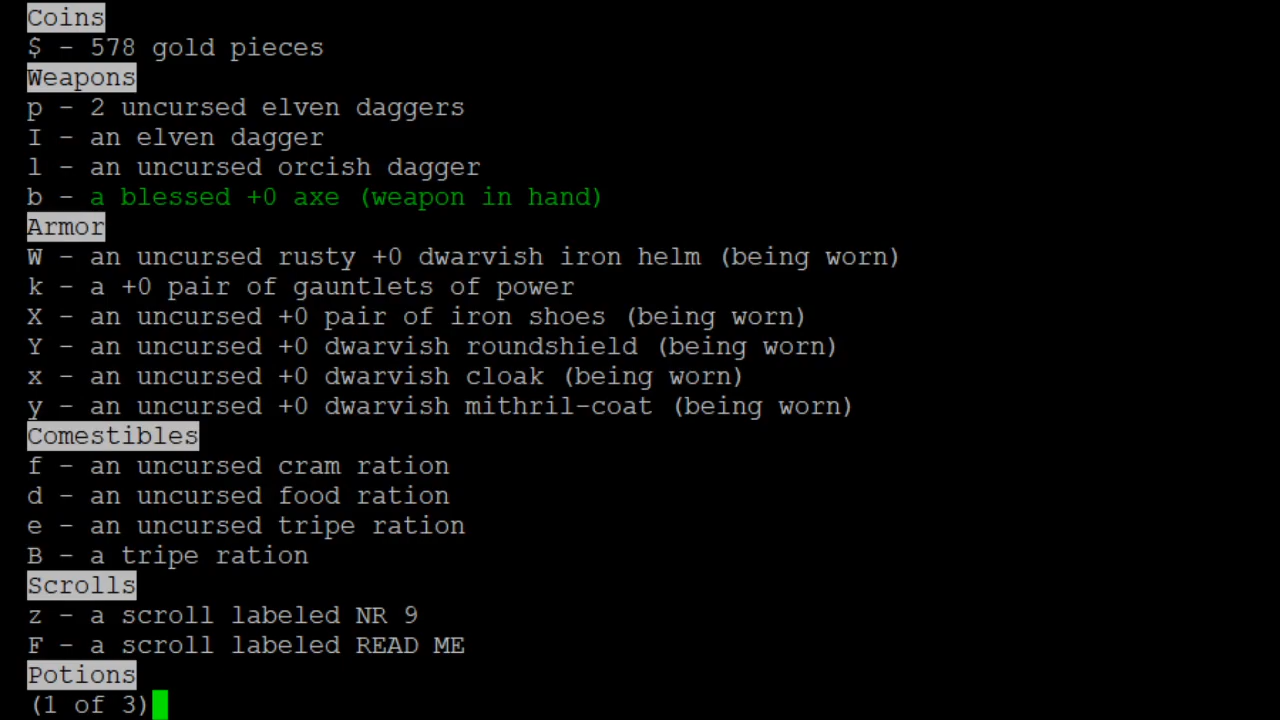 Coins
$ - 578 gold pieces
Weapons
p - 2 uncursed elven daggers
I - an elven dagger
l - an uncursed orcish dagger
b - a blessed +0 axe (weapon in hand)
Armor
W - an uncursed rusty +0 dwarvish iron helm (being worn)
k - a +0 pair of gauntlets of power
X - an uncursed +0 pair of iron shoes (being worn)
Y - an uncursed +0 dwarvish roundshield (being worn)
x - an uncursed +0 dwarvish cloak (being worn)
y - an uncursed +0 dwarvish mithril-coat (being worn)
Comestibles
f - an uncursed cram ration
d - an uncursed food ration
e - an uncursed tripe ration
B - a tripe ration
Scrolls
z - a scroll labeled NR 9
F - a scroll labeled READ ME
Potions
(1 of 3)